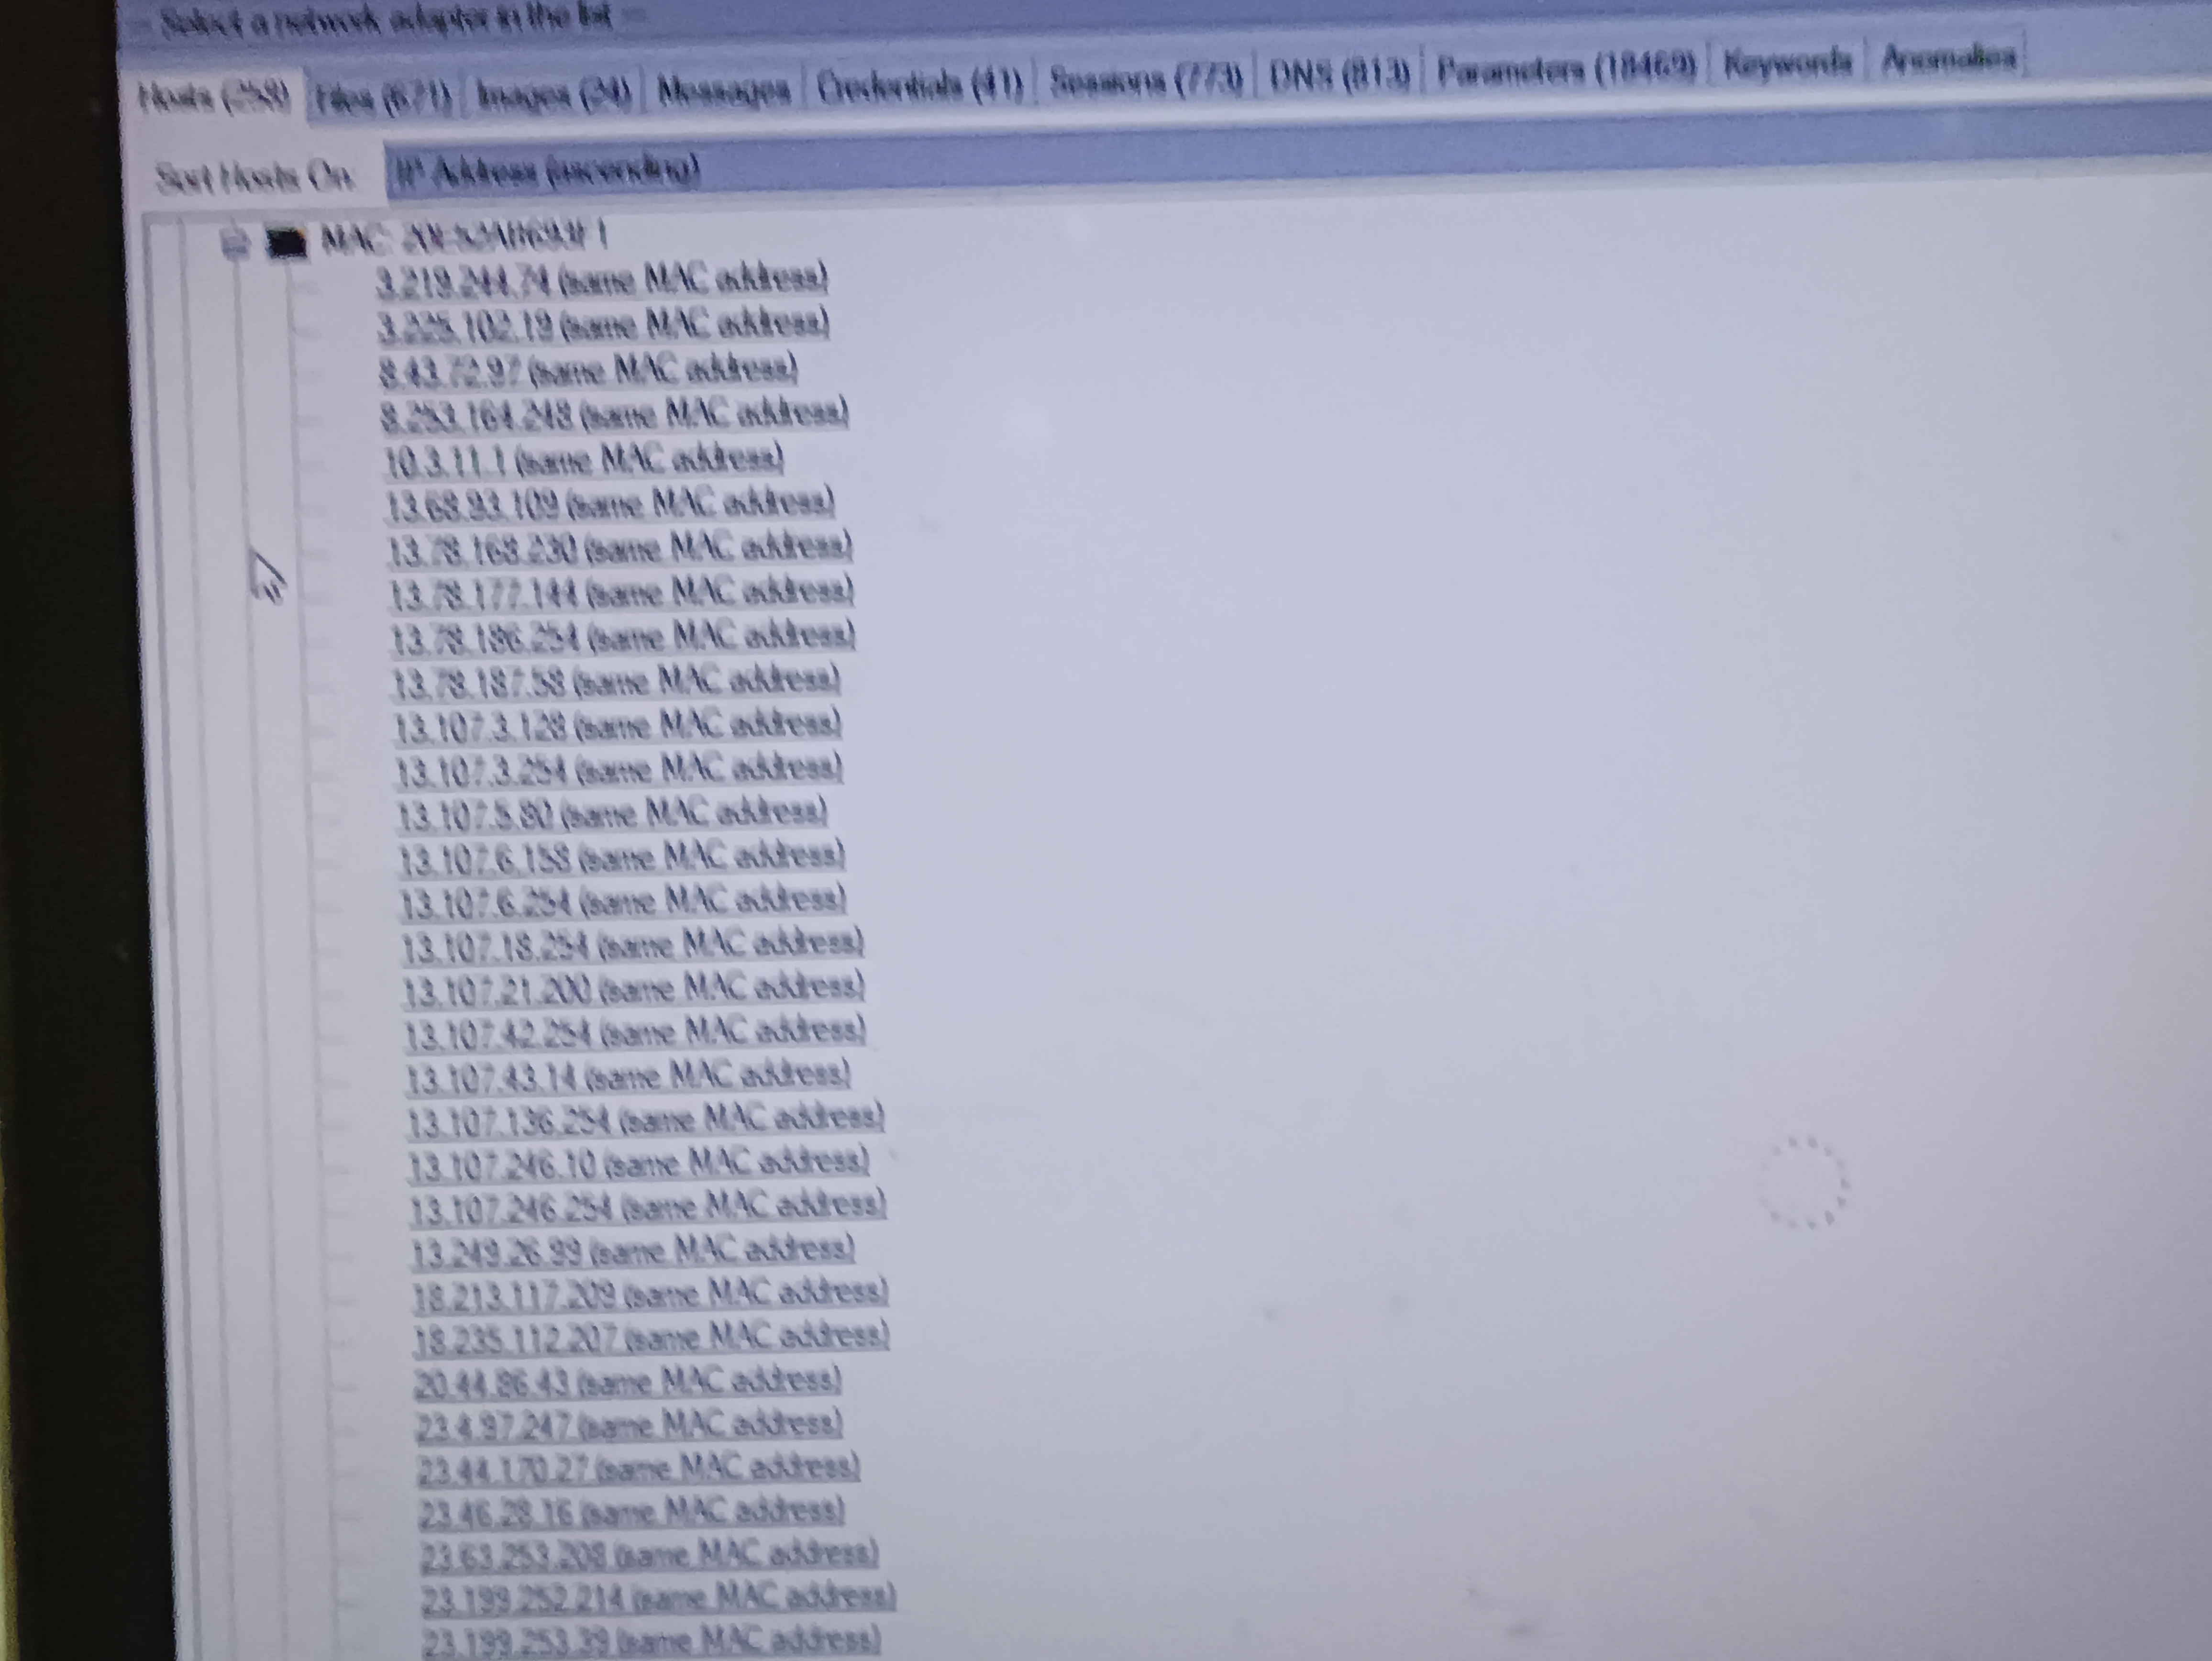 Select a network adapter in the list
Hosts (258) Files (671) Images (24) Messages Credentials (41) Sessions (773) DNS (813) Parameters (18469) Keywords Anomalies
Sort Hosts On: IP Address (ascending)
MAC:
3.219.244.74 (same MAC address)
3.225.102.19 (same MAC address)
8.43.72.97 (same MAC address)
8.253.164.248 (same MAC address)
10.3.11.1 (same MAC address)
13.68.93.109 (same MAC address)
13.78.168.230 (same MAC address)
13.78.177.144 (same MAC address)
13.78.186.254 (same MAC address)
13.78.187.58 (same MAC address)
13.107.3.128 (same MAC address)
13.107.3.254 (same MAC address)
13.107.5.80 (same MAC address)
13.107.6.158 (same MAC address)
13.107.6.254 (same MAC address)
13.107.18.254 (same MAC address)
13.107.21.200 (same MAC address)
13.107.42.254 (same MAC address)
13.107.43.14 (same MAC address)
13.107.136.254 (same MAC address)
13.107.246.10 (same MAC address)
13.107.246.254 (same MAC address)
13.249.26.99 (same MAC address)
18.213.117.209 (same MAC address)
18.235.112.207 (same MAC address)
20.44.86.43 (same MAC address)
23.4.97.247 (same MAC address)
23.44.170.27 (same MAC address)
23.46.28.16 (same MAC address)
23.63.253.208 (same MAC address)
23.199.252.214 (same MAC address)
23.199.253.39 (same MAC address)